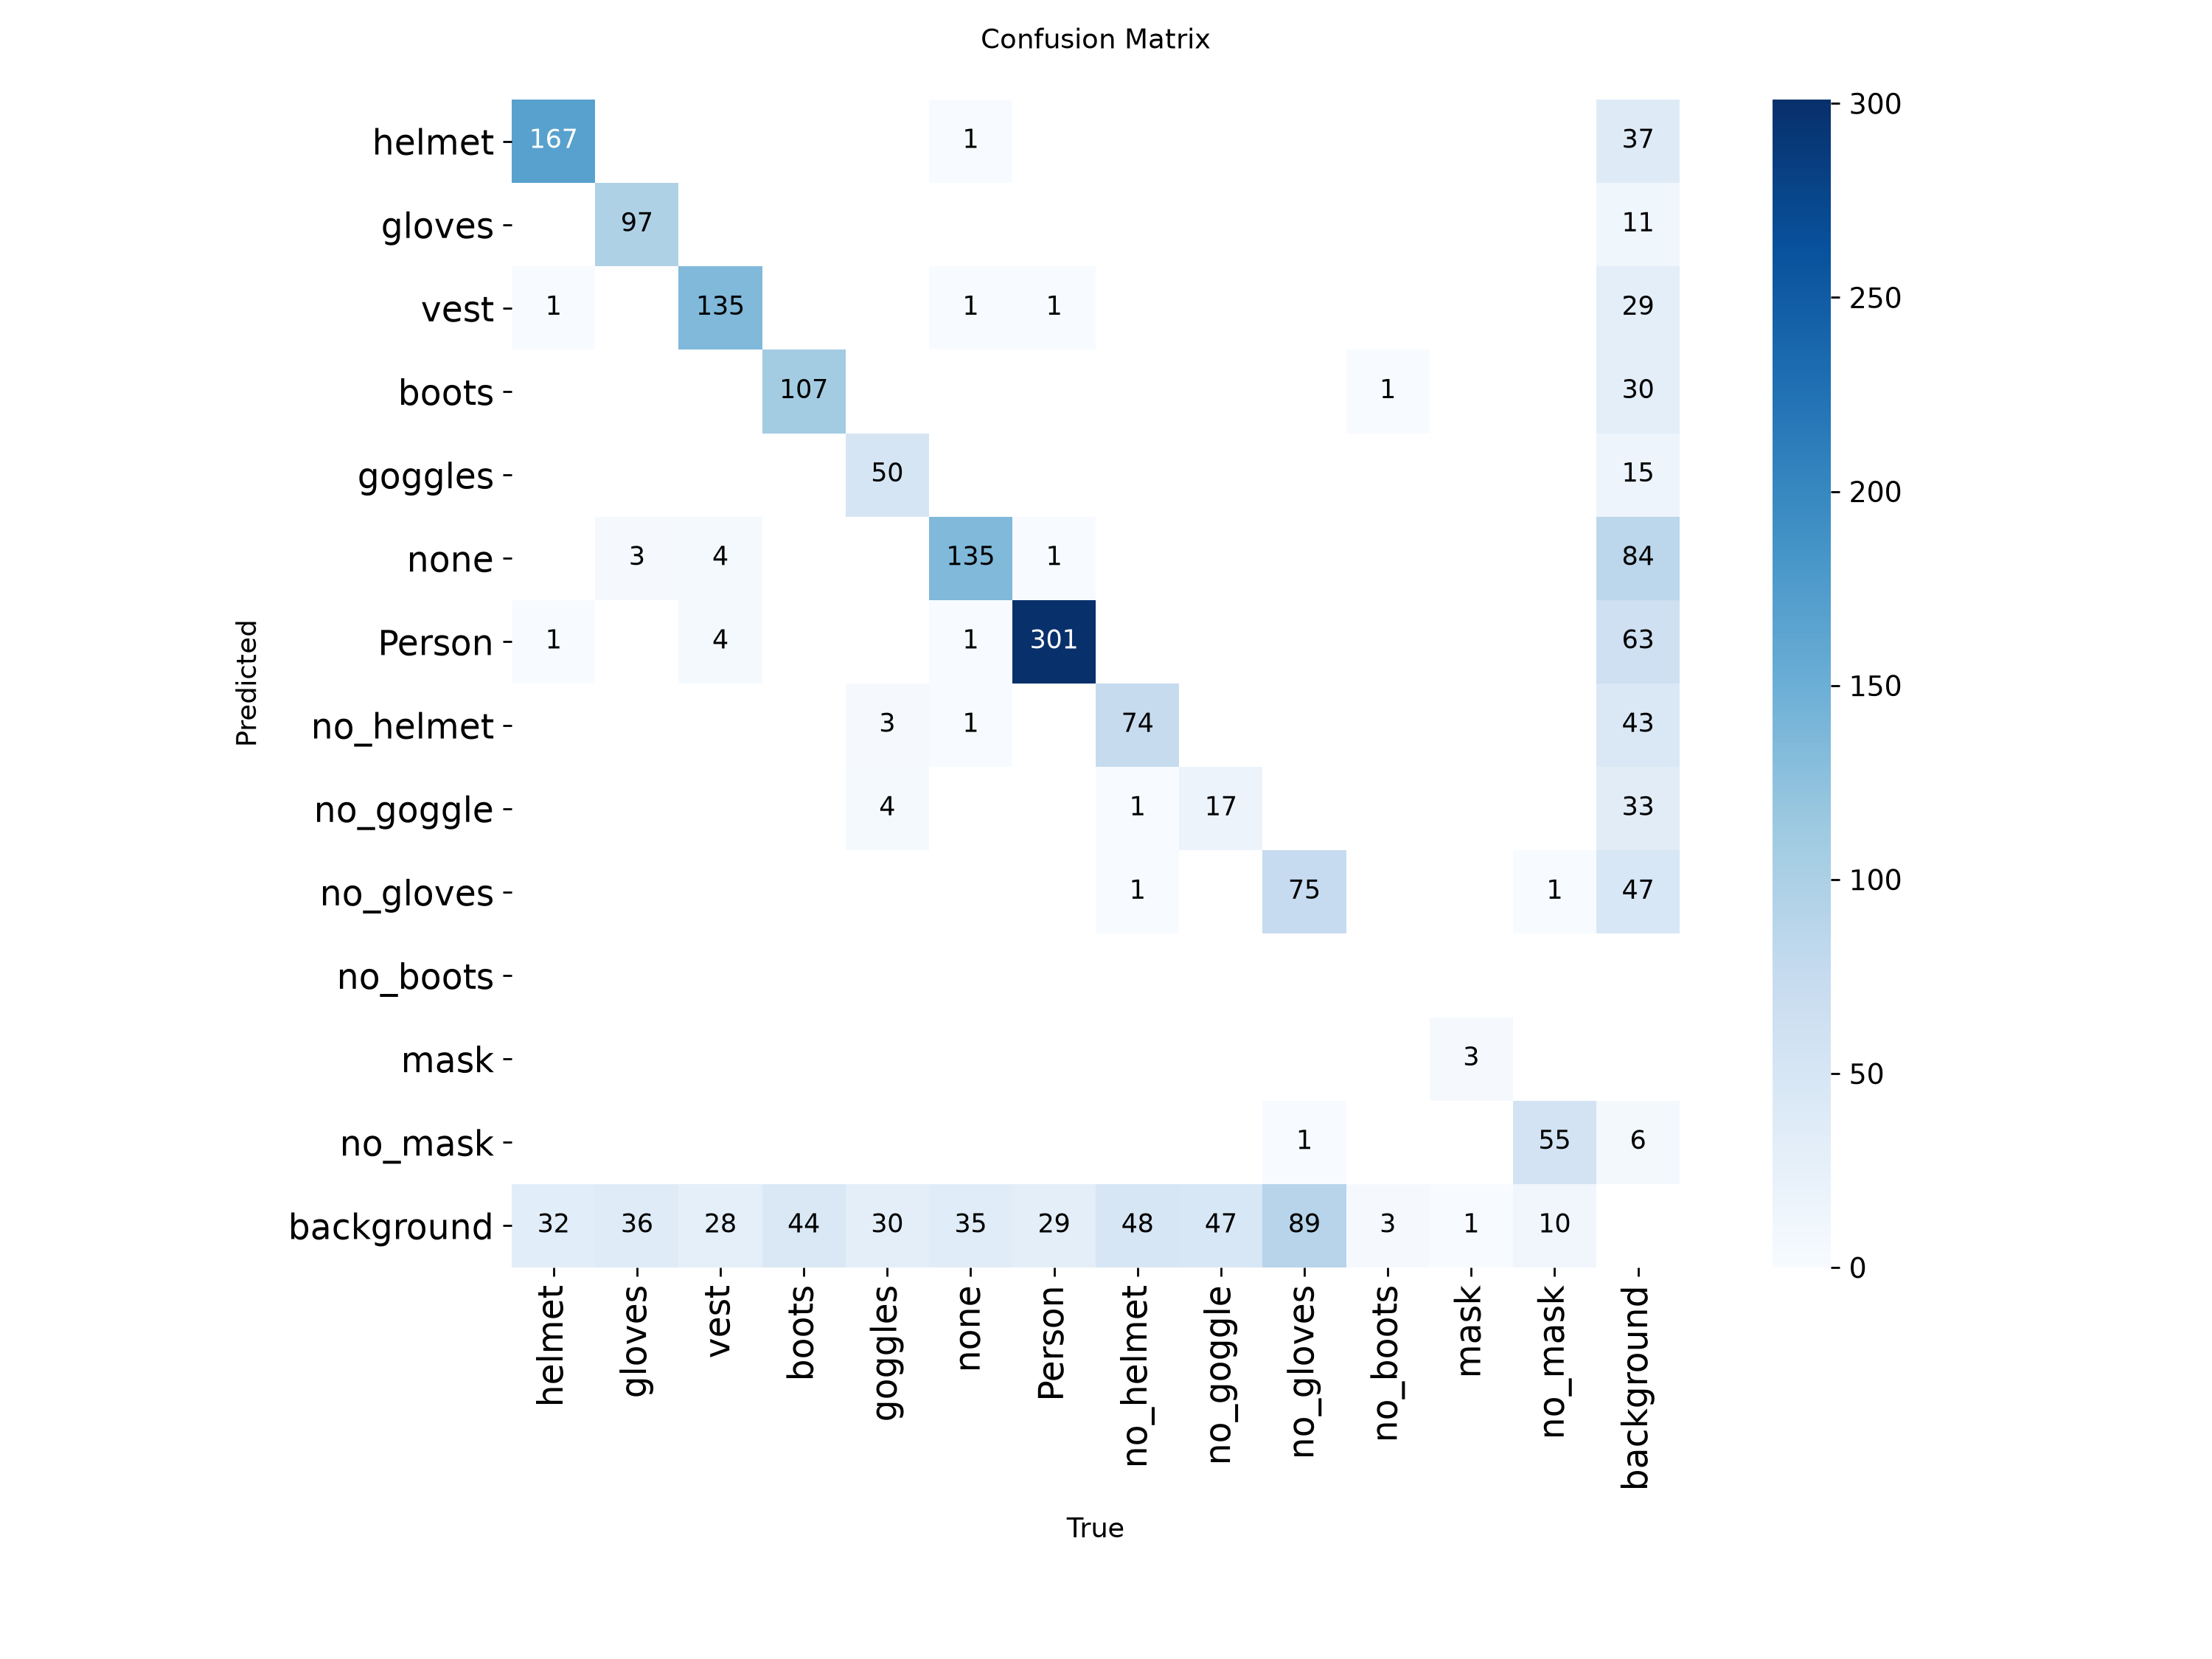 Confusion Matrix
helmet 167 1 37
gloves 97 11
vest 1 135 1 1 29
boots 107 1 30
goggles 50 15
none 3 4 135 1 84
Person 1 4 1 301 63
no_helmet 3 1 74 43
no_goggle 4 1 17 33
no_gloves 1 75 1 47
no_boots
mask 3
no_mask 1 55 6
background 32 36 28 44 30 35 29 48 47 89 3 1 10
Predicted
helmet gloves vest boots goggles none Person no_helmet no_goggle no_gloves no_boots mask no_mask background
True
300
250
200
150
100
50
0